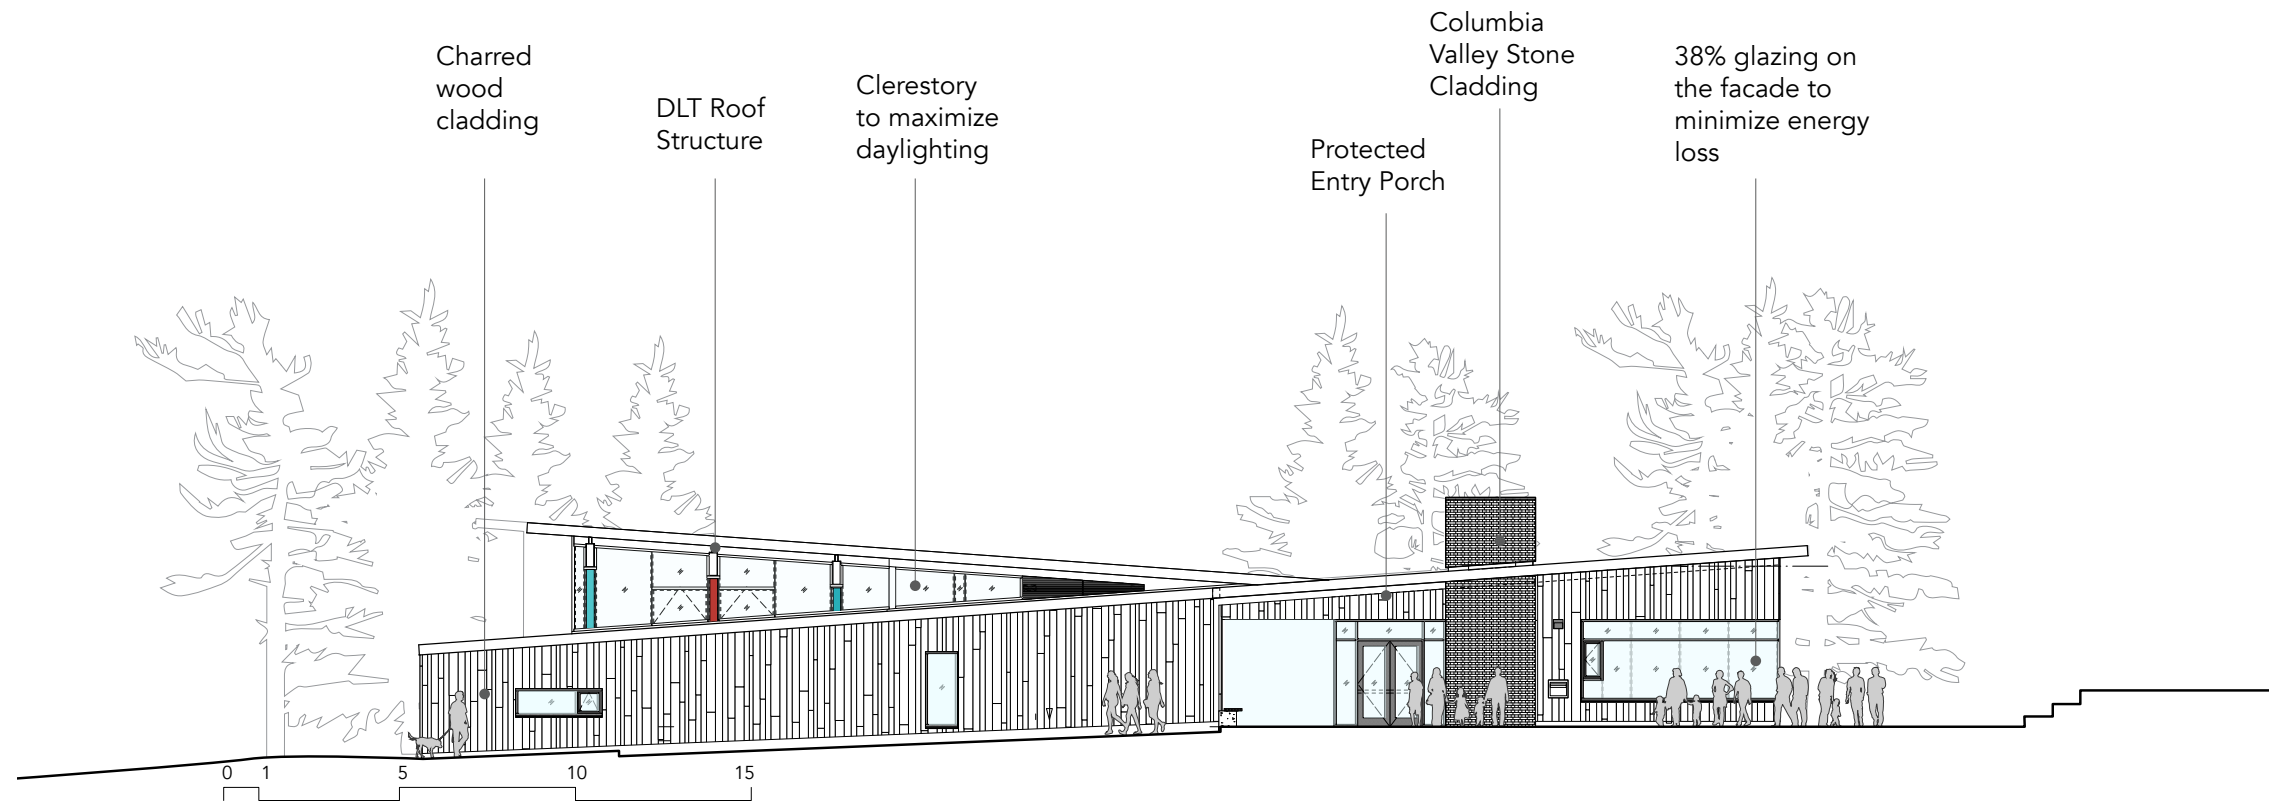 Charred
wood
cladding
DLT Roof
Structure
Clerestory
to maximize
daylighting
Protected
Entry Porch
Columbia
Valley Stone
Cladding
38% glazing on
the facade to
minimize energy
loss
0 1 5 10 15